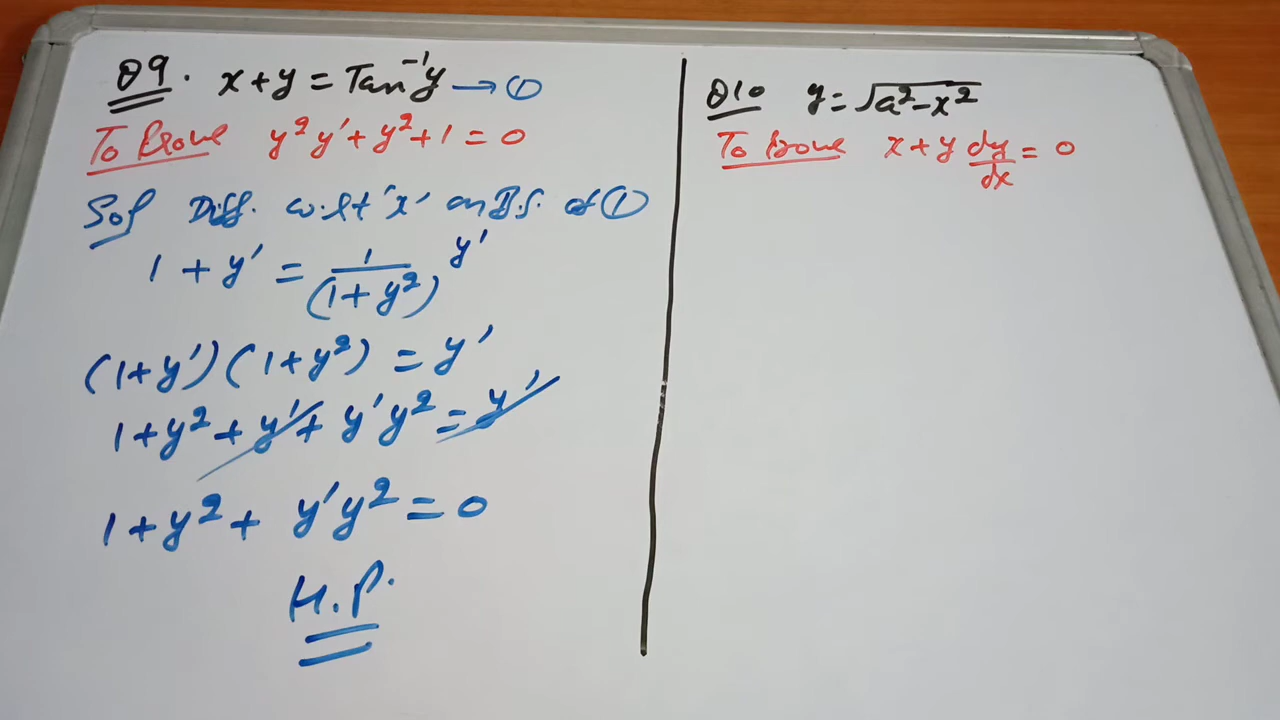 Q9. x+y = Tan⁻¹y → ①
To Prove y²y′+y²+1=0
Sol Diff. w.r.t 'x' on B.S. of ①
1 + y′ = 1/(1+y²) y′
(1+y′)(1+y²) = y′
1+y²+y′+y′y²=y′
1+y²+ y′y²=0
H.P.
Q10 y=√(a²-x²)
To Prove x+y dy/dx = 0